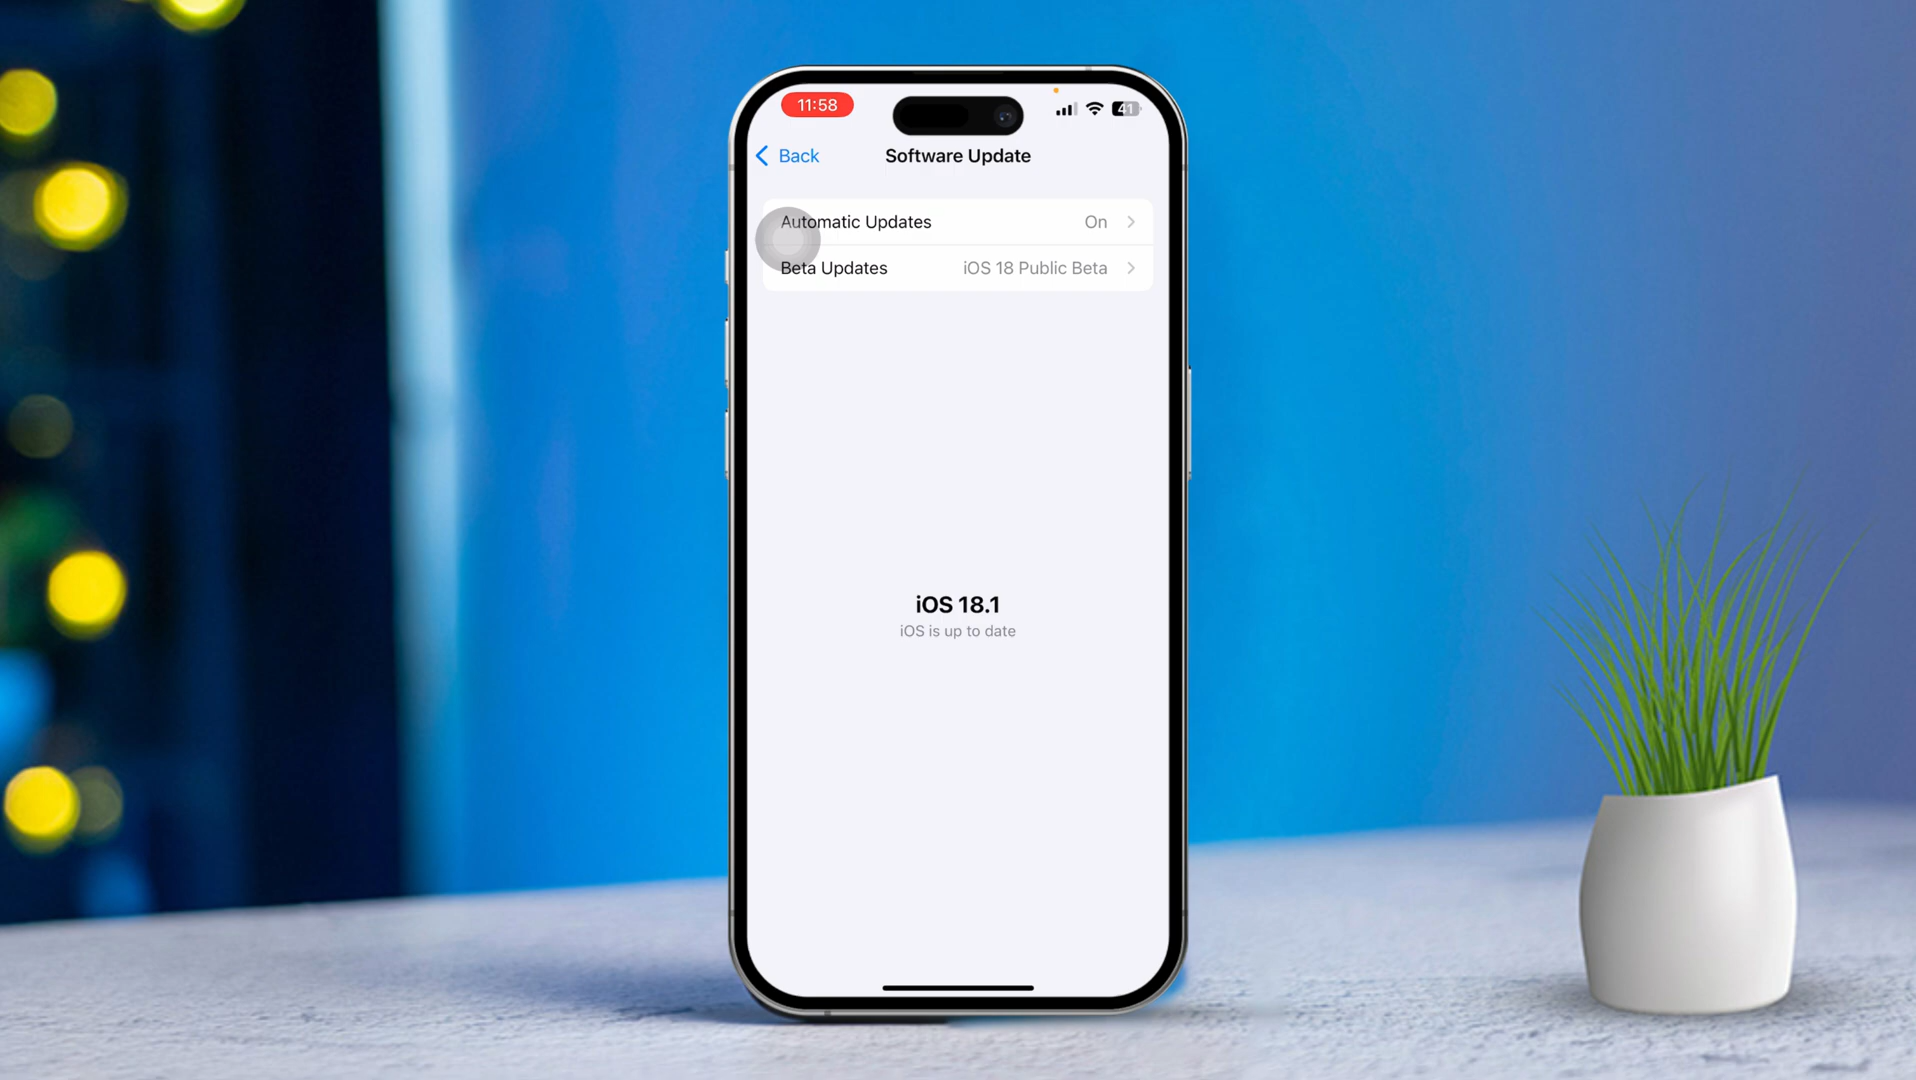 11:58
41
Back
Software Update
Automatic Updates
On
Beta Updates
iOS 18 Public Beta
iOS 18.1
iOS is up to date